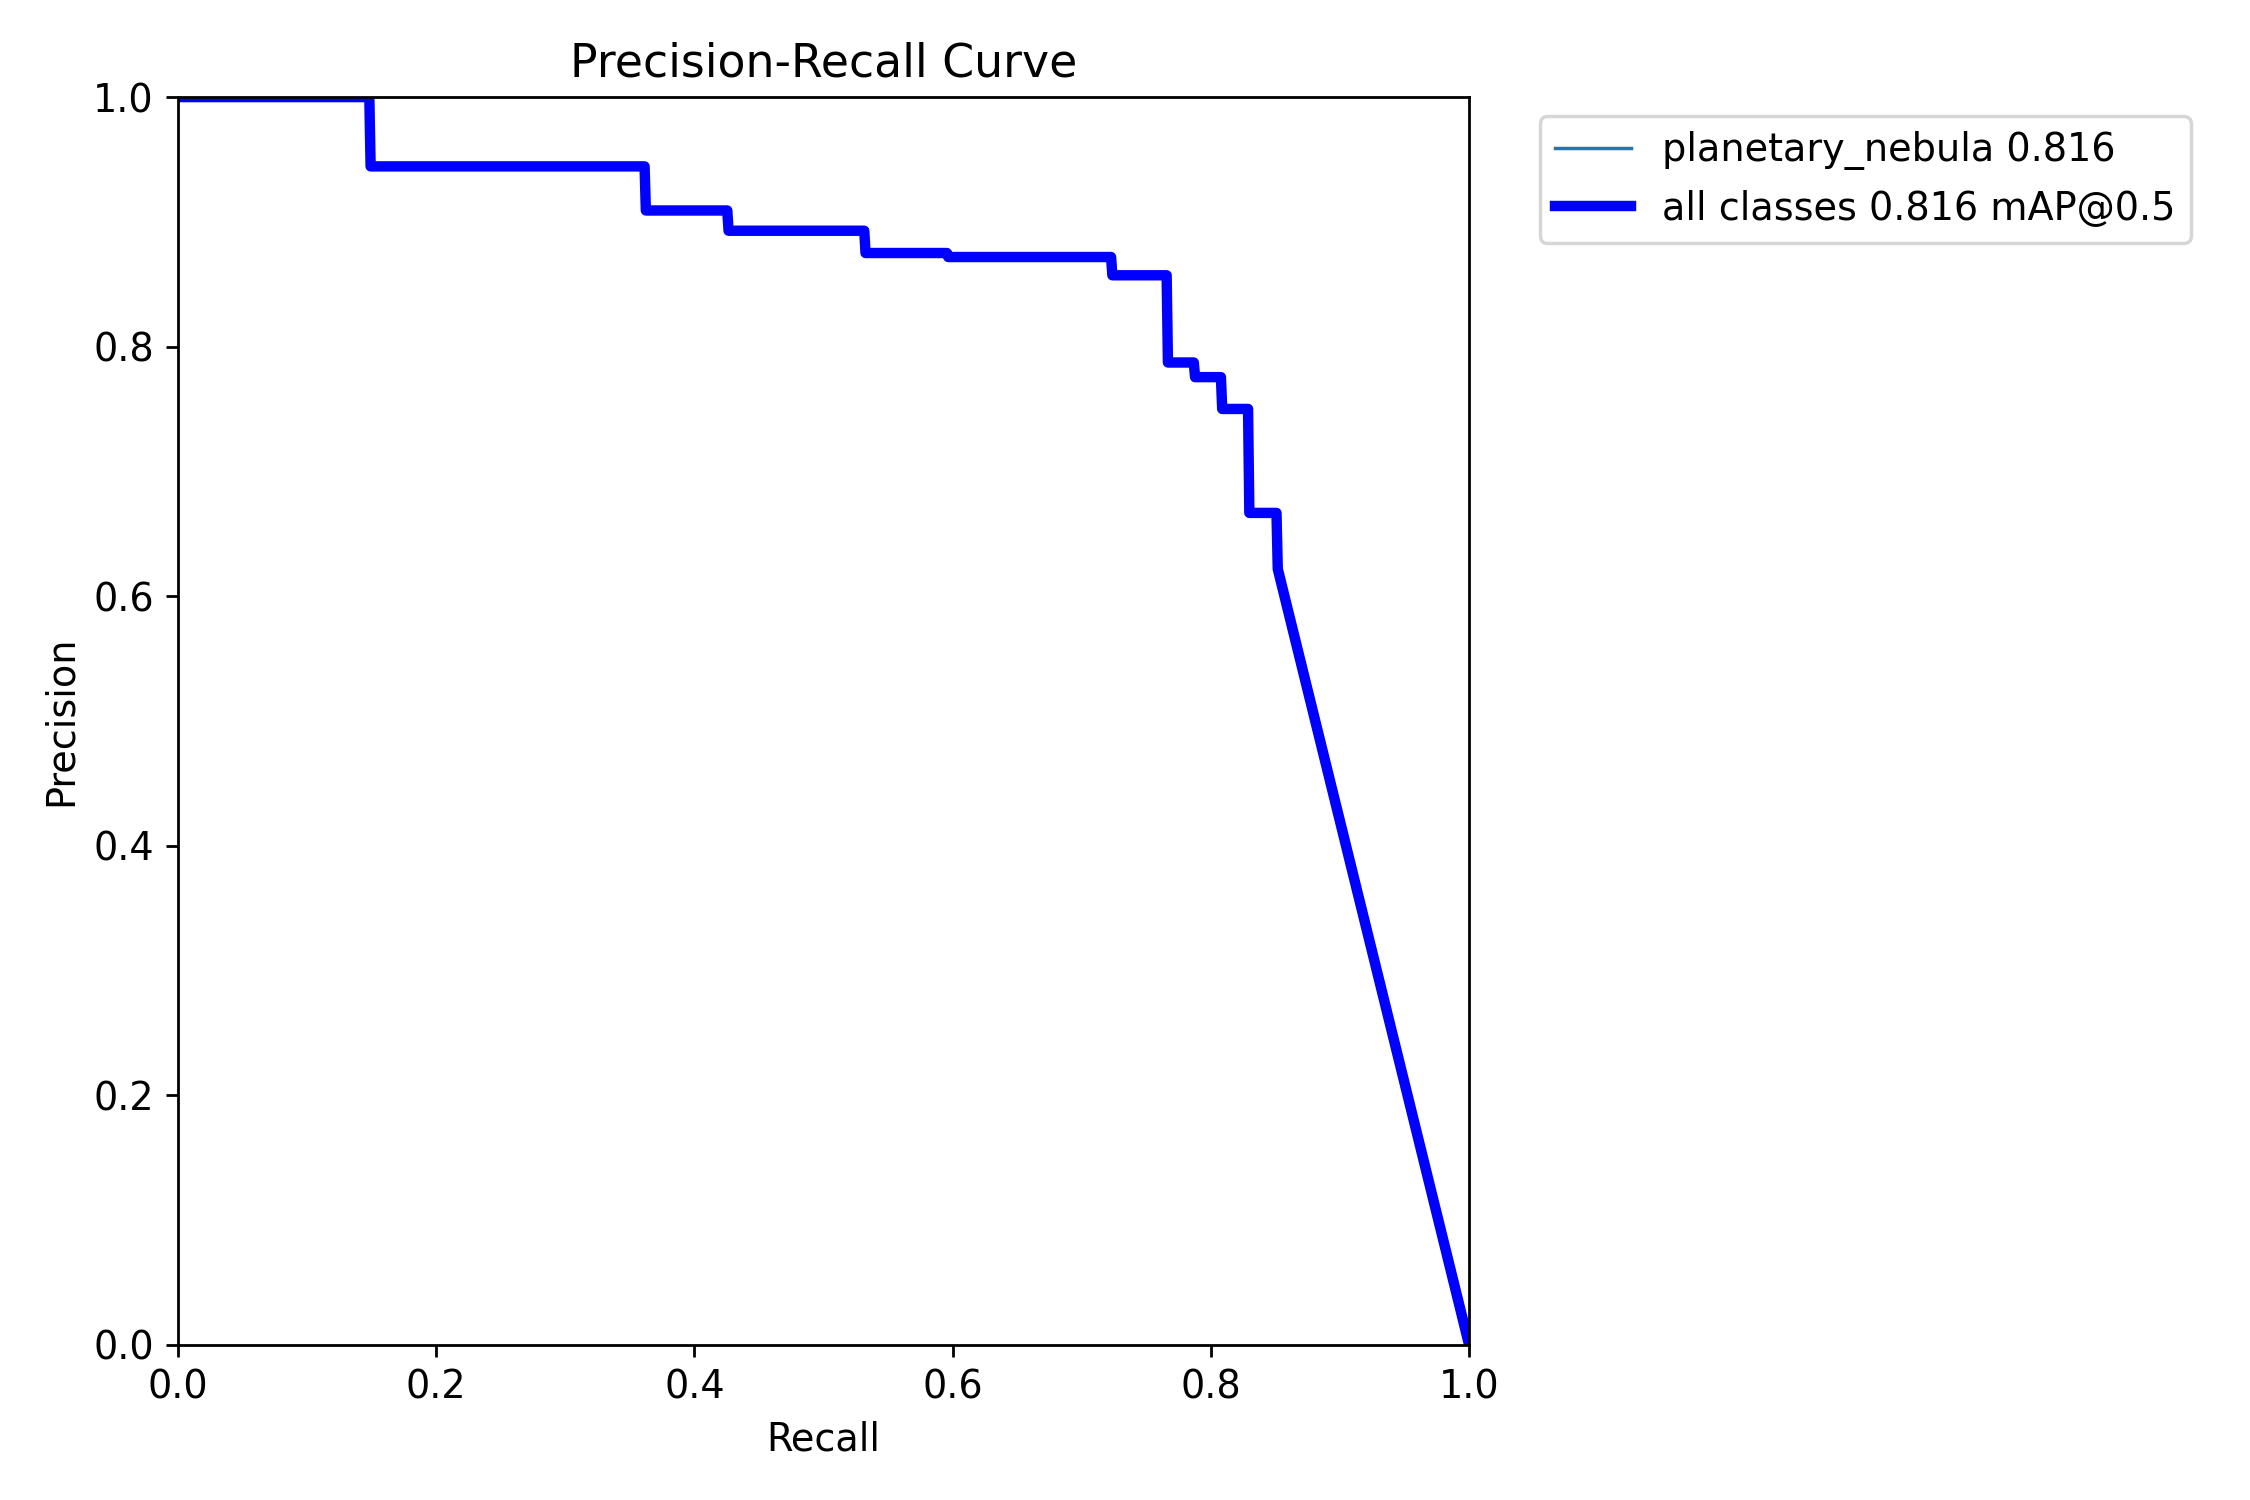 Precision-Recall Curve
1.0
0.8
0.6
0.4
0.2
0.0
Precision
0.0 0.2 0.4 0.6 0.8 1.0
Recall
planetary_nebula 0.816
all classes 0.816 mAP@0.5